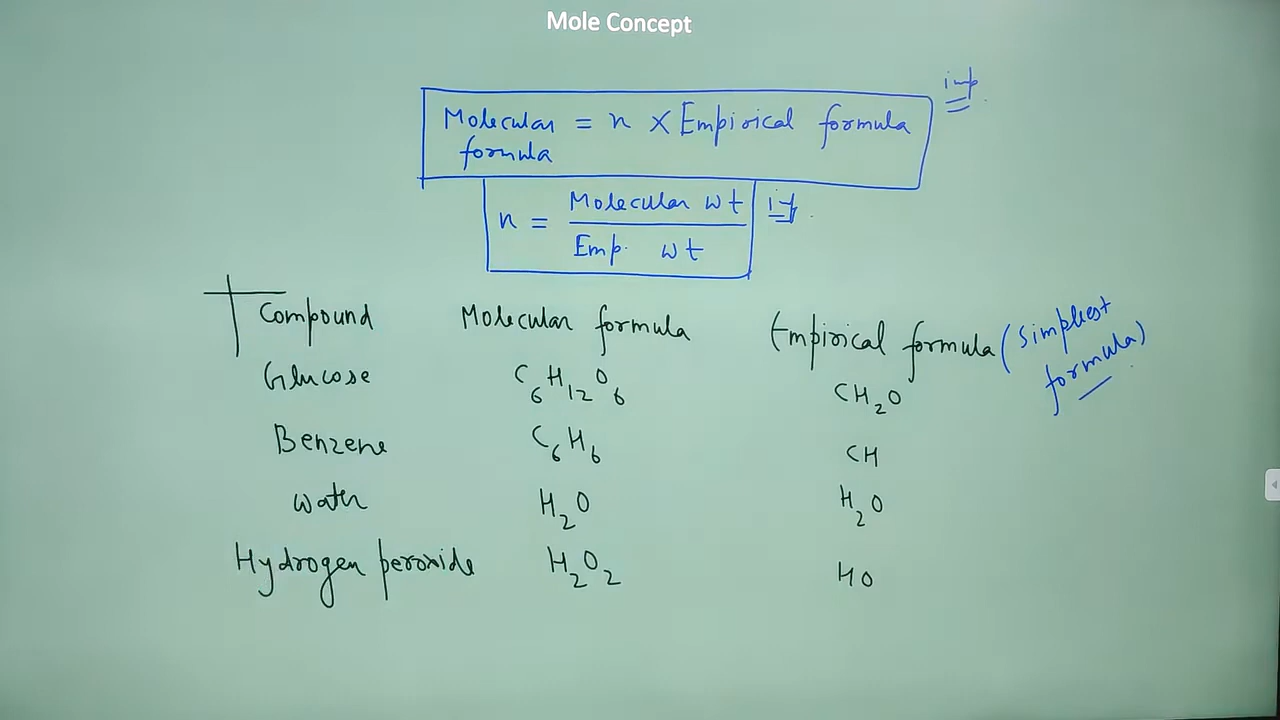 Mole Concept
imp
Molecular = n × Empirical formula
formula
n = Molecular wt imp
Emp. wt
Compound Molecular formula Empirical formula (simplest
formula)
Glucose C6H12O6 CH2O
Benzene C6H6 CH
water H2O H2O
Hydrogen peroxide H2O2 HO